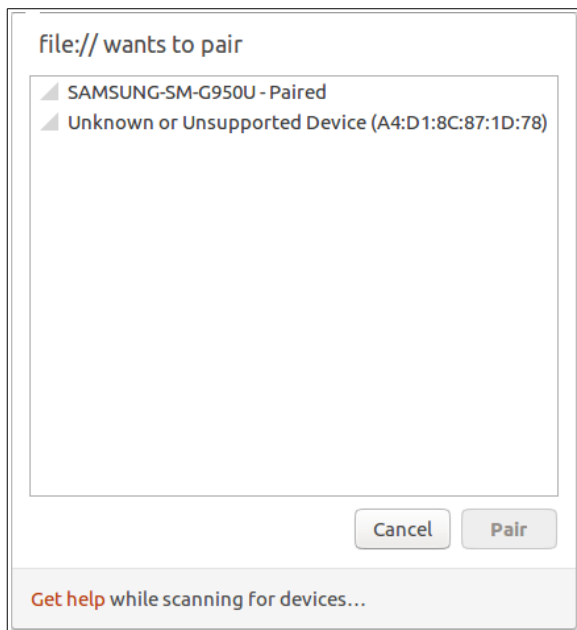 file:// wants to pair
SAMSUNG-SM-G950U - Paired
Unknown or Unsupported Device (A4:D1:8C:87:1D:78)
Cancel
Pair
Get help while scanning for devices…